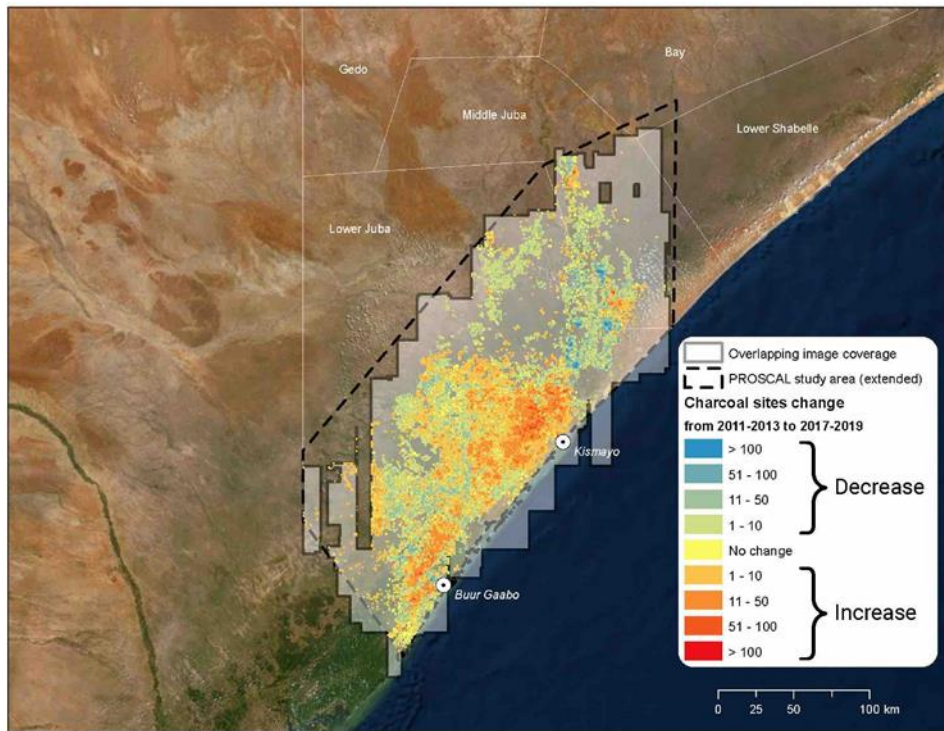 Gedo
Bay
Middle Juba
Lower Shabelle
Lower Juba
Kismayo
Buur Gaabo
Overlapping image coverage
PROSCAL study area (extended)
Charcoal sites change
from 2011-2013 to 2017-2019
> 100
51 - 100
11 - 50
1 - 10
Decrease
No change
1 - 10
11 - 50
51 - 100
> 100
Increase
0 25 50 100 km